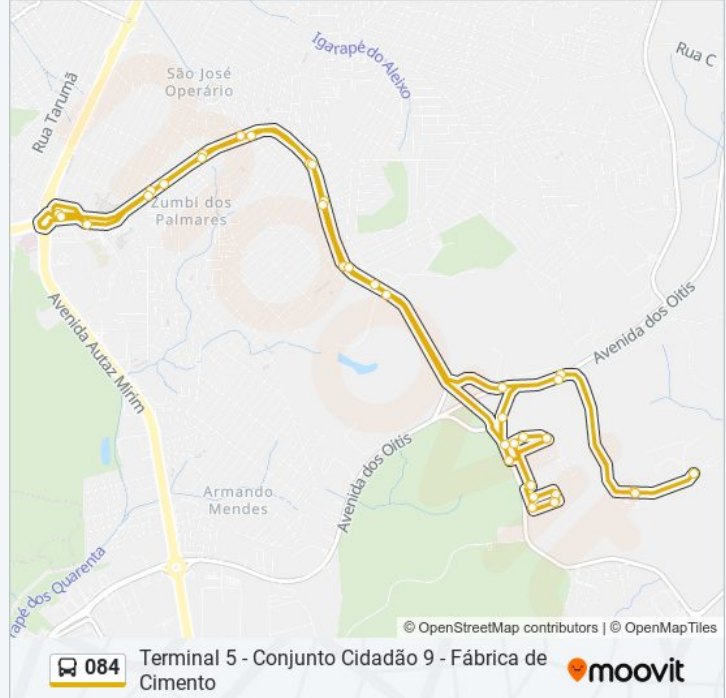 Rua Tarumã
São José
Operário
Igarapé do Aleixo
Rua C
Zumbi dos
Palmares
Avenida Autaz Mirim
Avenida dos Oitis
Avenida dos Oitis
Armando
Mendes
rapé dos Quarenta
© OpenStreetMap contributors | © OpenMapTiles
084
Terminal 5 - Conjunto Cidadão 9 - Fábrica de
Cimento
moovit